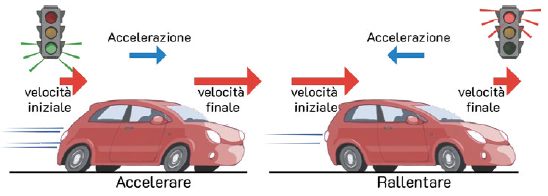 Accelerazione
velocità
iniziale
velocità
finale
Accelerare
Accelerazione
velocità
iniziale
velocità
finale
Rallentare